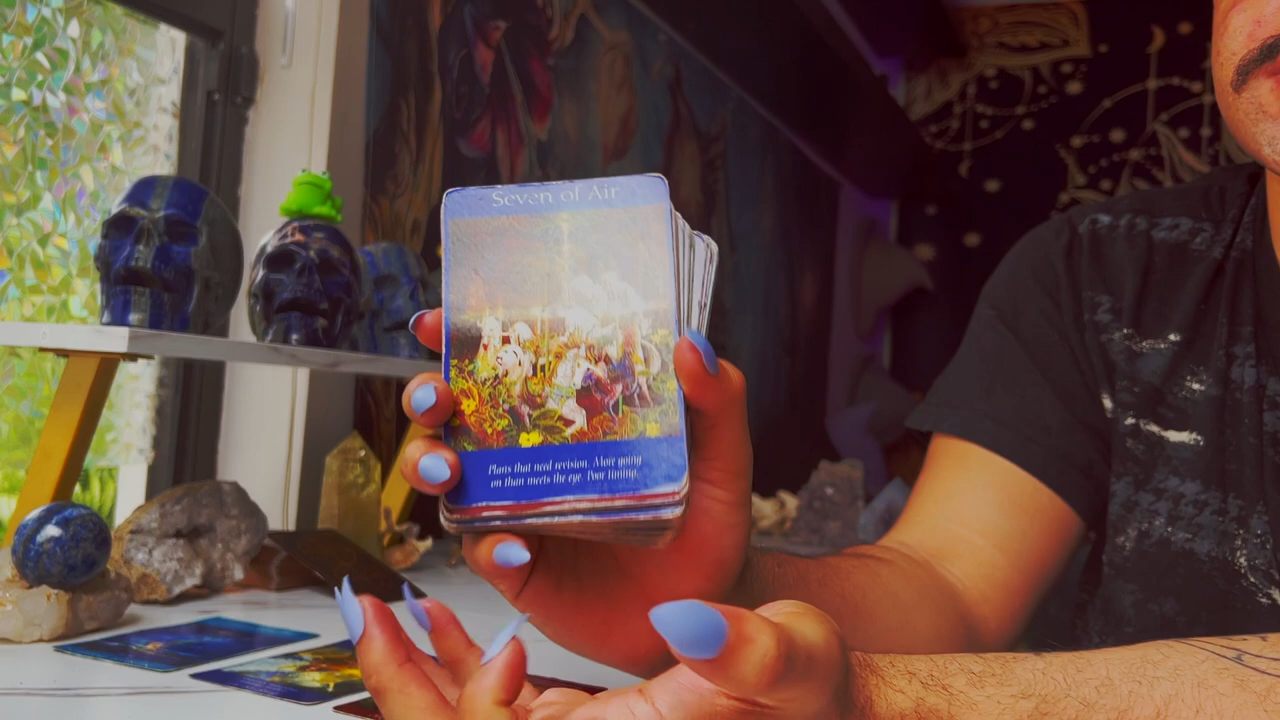 Seven of Air
Plans that need revision. More going
on than meets the eye. Poor timing.